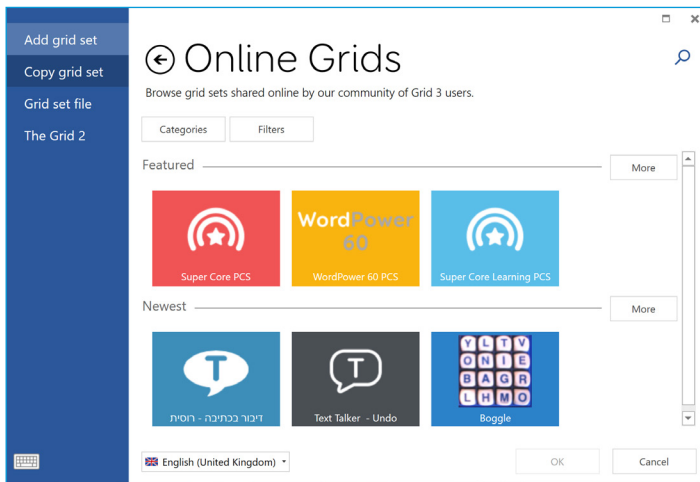 Add grid set
Copy grid set
Grid set file
The Grid 2
Online Grids
Browse grid sets shared online by our community of Grid 3 users.
Categories
Filters
Featured
More
WordPower
60
Super Core PCS
WordPower 60 PCS
Super Core Learning PCS
Newest
More
T
T
Y L T V
O N I E
B A G R
L H M O
דיבור בכתיבה - רוסית
Text Talker - Undo
Boggle
English (United Kingdom)
OK
Cancel